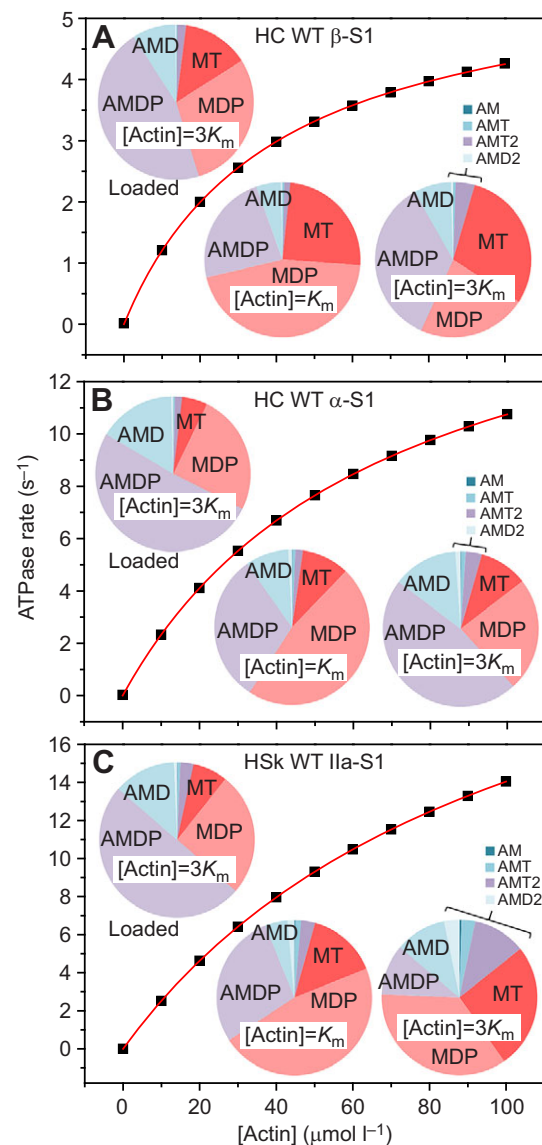 A
HC WT β-S1
5
4
3
2
1
0
AMD
MT
AMDP
MDP
[Actin]=3Km
Loaded
AM
AMT
AMT2
AMD2
AMD
MT
AMDP
MDP
[Actin]=Km
AMD
MT
AMDP
MDP
[Actin]=3Km
B
HC WT α-S1
12
10
8
6
4
2
0
ATPase rate (s–1)
AMD
MT
MDP
AMDP
[Actin]=3Km
Loaded
AM
AMT
AMT2
AMD2
AMD
MT
AMDP
MDP
[Actin]=Km
AMD
MT
MDP
AMDP
[Actin]=3Km
C
HSk WT IIa-S1
16
14
12
10
8
6
4
2
0
AMD
MT
AMDP
MDP
[Actin]=3Km
Loaded
AM
AMT
AMT2
AMD2
AMD
MT
AMDP
MDP
[Actin]=Km
AMD
MT
AMDP
[Actin]=3Km
MDP
0 20 40 60 80 100
[Actin] (μmol l–1)